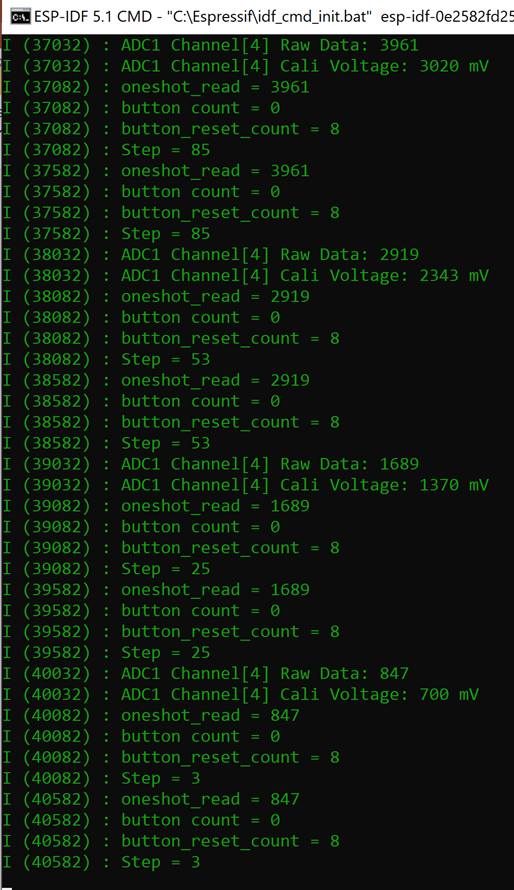 ESP-IDF 5.1 CMD - "C:\Espressif\idf_cmd_init.bat" esp-idf-0e2582fd25
I (37032) : ADC1 Channel[4] Raw Data: 3961
I (37032) : ADC1 Channel[4] Cali Voltage: 3020 mV
I (37082) : oneshot_read = 3961
I (37082) : button count = 0
I (37082) : button_reset_count = 8
I (37082) : Step = 85
I (37582) : oneshot_read = 3961
I (37582) : button count = 0
I (37582) : button_reset_count = 8
I (37582) : Step = 85
I (38032) : ADC1 Channel[4] Raw Data: 2919
I (38032) : ADC1 Channel[4] Cali Voltage: 2343 mV
I (38082) : oneshot_read = 2919
I (38082) : button count = 0
I (38082) : button_reset_count = 8
I (38082) : Step = 53
I (38582) : oneshot_read = 2919
I (38582) : button count = 0
I (38582) : button_reset_count = 8
I (38582) : Step = 53
I (39032) : ADC1 Channel[4] Raw Data: 1689
I (39032) : ADC1 Channel[4] Cali Voltage: 1370 mV
I (39082) : oneshot_read = 1689
I (39082) : button count = 0
I (39082) : button_reset_count = 8
I (39082) : Step = 25
I (39582) : oneshot_read = 1689
I (39582) : button count = 0
I (39582) : button_reset_count = 8
I (39582) : Step = 25
I (40032) : ADC1 Channel[4] Raw Data: 847
I (40032) : ADC1 Channel[4] Cali Voltage: 700 mV
I (40082) : oneshot_read = 847
I (40082) : button count = 0
I (40082) : button_reset_count = 8
I (40082) : Step = 3
I (40582) : oneshot_read = 847
I (40582) : button count = 0
I (40582) : button_reset_count = 8
I (40582) : Step = 3